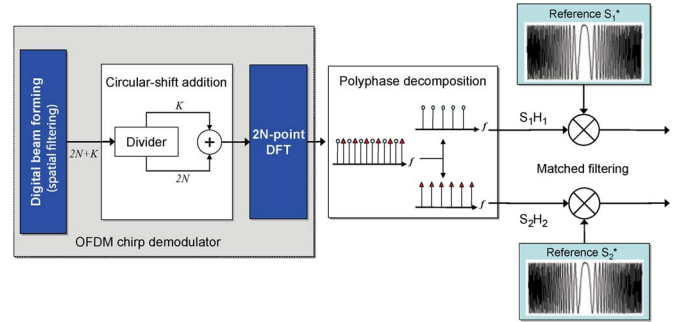 Digital beam forming
(spatial filtering)
2N+K
Circular-shift addition
Divider
K
+
2N
2N-point
DFT
OFDM chirp demodulator
Polyphase decomposition
f
f
f
Reference S1*
S1H1
Matched filtering
S2H2
Reference S2*